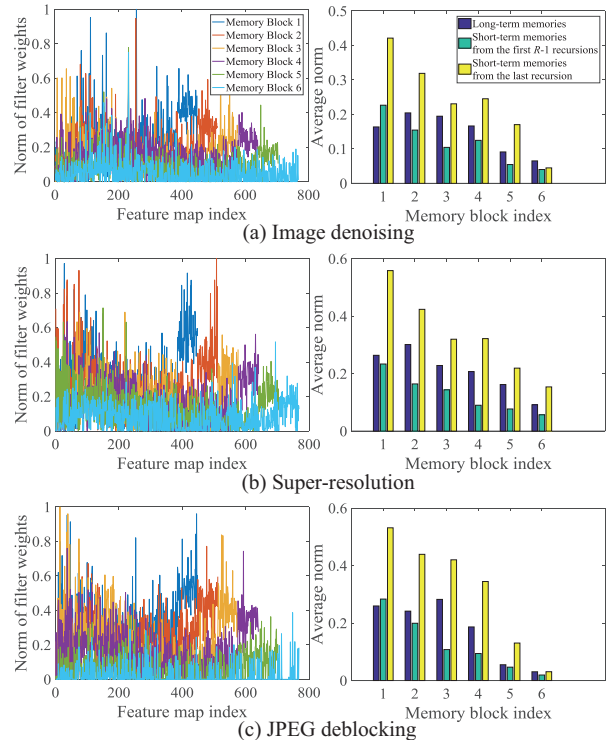 Norm of filter weights
1
0.8
0.6
0.4
0.2
0
0 200 400 600 800
Feature map index
Memory Block 1
Memory Block 2
Memory Block 3
Memory Block 4
Memory Block 5
Memory Block 6
Average norm
0.5
0.4
0.3
0.2
0.1
0
1 2 3 4 5 6
Memory block index
Long-term memories
Short-term memories
from the first R-1 recursions
Short-term memories
from the last recursion
(a) Image denoising
Norm of filter weights
1
0.8
0.6
0.4
0.2
0
0 200 400 600 800
Feature map index
Average norm
0.6
0.4
0.2
0
1 2 3 4 5 6
Memory block index
(b) Super-resolution
Norm of filter weights
1
0.8
0.6
0.4
0.2
0
0 200 400 600 800
Feature map index
Average norm
0.6
0.4
0.2
0
1 2 3 4 5 6
Memory block index
(c) JPEG deblocking